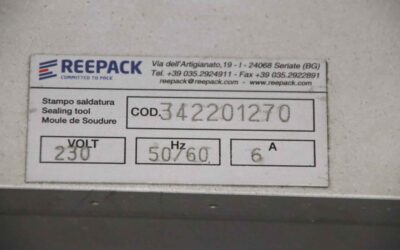 REEPACK
COMMITTED TO PACK
Via dell'Artigianato,19 - I - 24068 Seriate (BG)
Tel. +39 035.2924911 - Fax +39 035.2922891
reepack@reepack.com - www.reepack.com
Stampo saldatura
Sealing tool
Moule de Soudure
COD. 342201270
VOLT Hz A
230 50/60 6